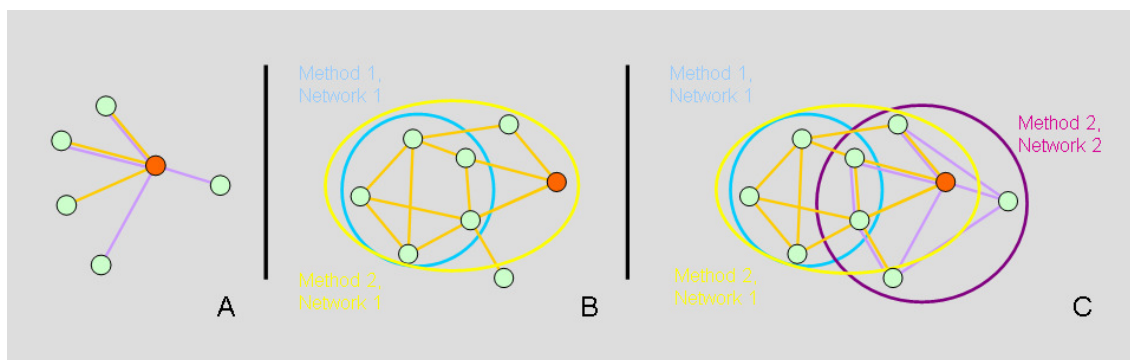 Method 1,
Network 1
Method 2,
Network 1
A
B
Method 1,
Network 1
Method 2,
Network 2
Method 2,
Network 1
C